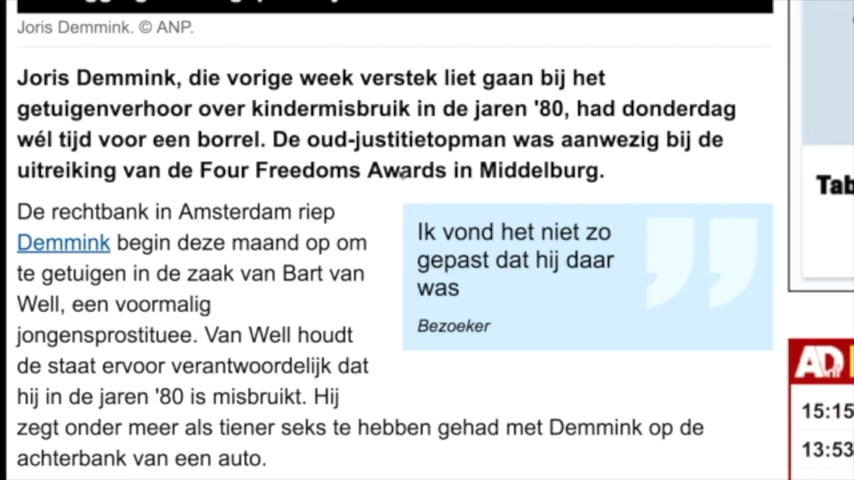 Joris Demmink. © ANP.
Joris Demmink, die vorige week verstek liet gaan bij het
getuigenverhoor over kindermisbruik in de jaren '80, had donderdag
wél tijd voor een borrel. De oud-justitietopman was aanwezig bij de
uitreiking van de Four Freedoms Awards in Middelburg.
De rechtbank in Amsterdam riep
Demmink begin deze maand op om
te getuigen in de zaak van Bart van
Well, een voormalig
jongensprostituee. Van Well houdt
de staat ervoor verantwoordelijk dat
hij in de jaren '80 is misbruikt. Hij
zegt onder meer als tiener seks te hebben gehad met Demmink op de
achterbank van een auto.
Ik vond het niet zo
gepast dat hij daar
was
Bezoeker
Tab
AD
15:15
13:53